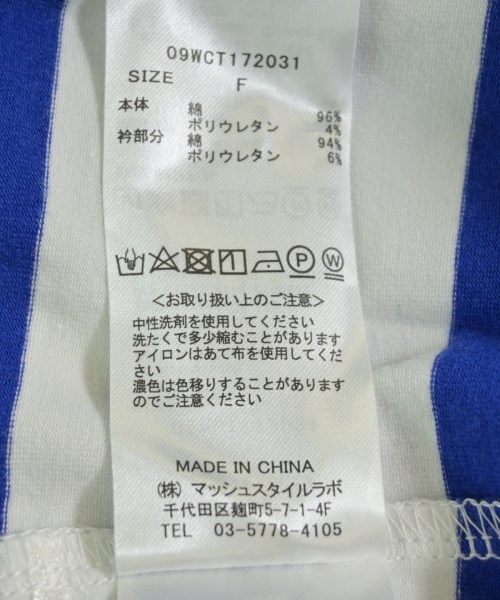 09WCT172031
SIZE F
本体 綿 96%
ポリウレタン 4%
衿部分 綿 94%
ポリウレタン 6%
P W
＜お取り扱い上のご注意＞
中性洗剤を使用してください
洗たくで多少縮むことがあります
アイロンはあて布を使用してくだ
さい
濃色は色移りすることがあります
のでご注意ください
MADE IN CHINA
(株) マッシュスタイルラボ
千代田区麹町5-7-1-4F
TEL 03-5778-4105